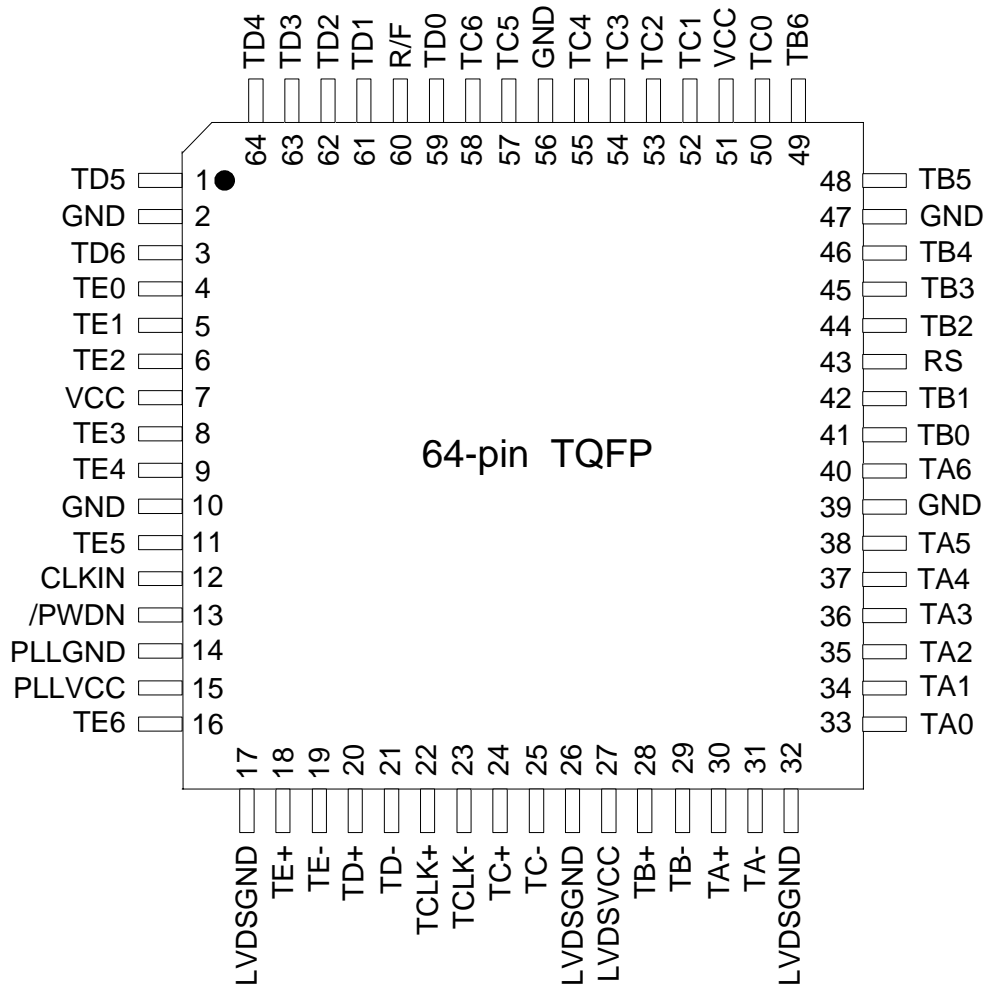 TD4 TD3 TD2 TD1 R/F TD0 TC6 TC5 GND TC4 TC3 TC2 TC1 VCC TC0 TB6
64 63 62 61 60 59 58 57 56 55 54 53 52 51 50 49
TD5 1 48 TB5
GND 2 47 GND
TD6 3 46 TB4
TE0 4 45 TB3
TE1 5 44 TB2
TE2 6 43 RS
VCC 7 42 TB1
TE3 8 41 TB0
64-pin TQFP
TE4 9 40 TA6
GND 10 39 GND
TE5 11 38 TA5
CLKIN 12 37 TA4
/PWDN 13 36 TA3
PLLGND 14 35 TA2
PLLVCC 15 34 TA1
TE6 16 33 TA0
17 18 19 20 21 22 23 24 25 26 27 28 29 30 31 32
LVDSGND TE+ TE- TD+ TD- TCLK+ TCLK- TC+ TC- LVDSGND LVDSVCC TB+ TB- TA+ TA- LVDSGND